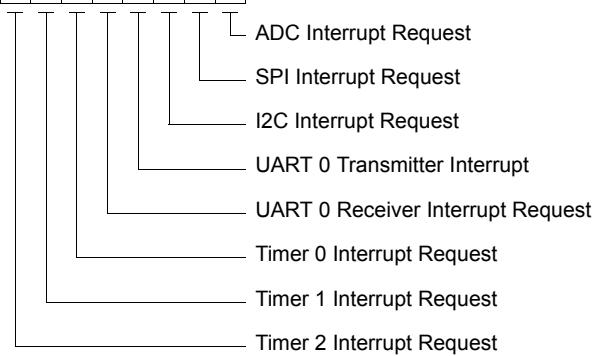 ADC Interrupt Request
SPI Interrupt Request
I2C Interrupt Request
UART 0 Transmitter Interrupt
UART 0 Receiver Interrupt Request
Timer 0 Interrupt Request
Timer 1 Interrupt Request
Timer 2 Interrupt Request